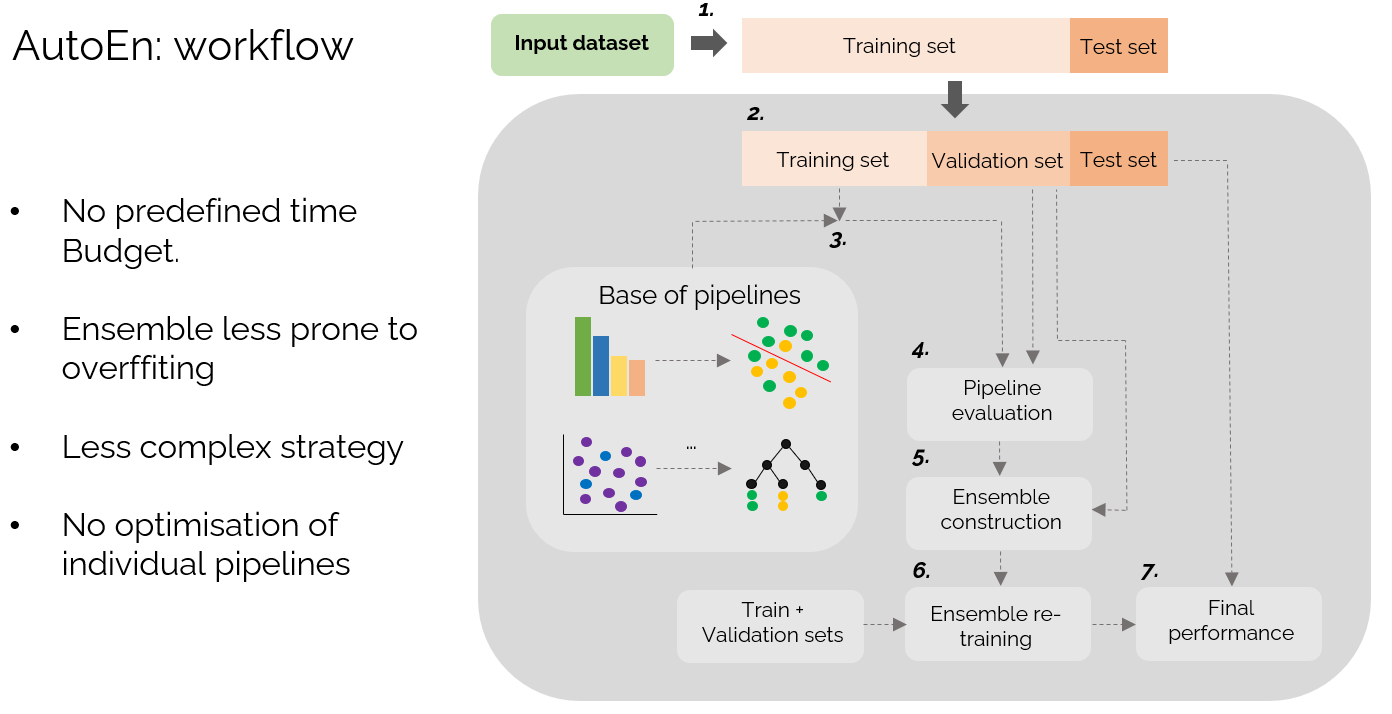 AutoEn: workflow
• No predefined time
Budget.
• Ensemble less prone to
overffiting
• Less complex strategy
• No optimisation of
individual pipelines
Input dataset
1.
Training set
Test set
2.
Training set
Validation set
Test set
3.
Base of pipelines
...
4.
Pipeline
evaluation
5.
Ensemble
construction
6.
Train +
Validation sets
Ensemble re-
training
7.
Final
performance